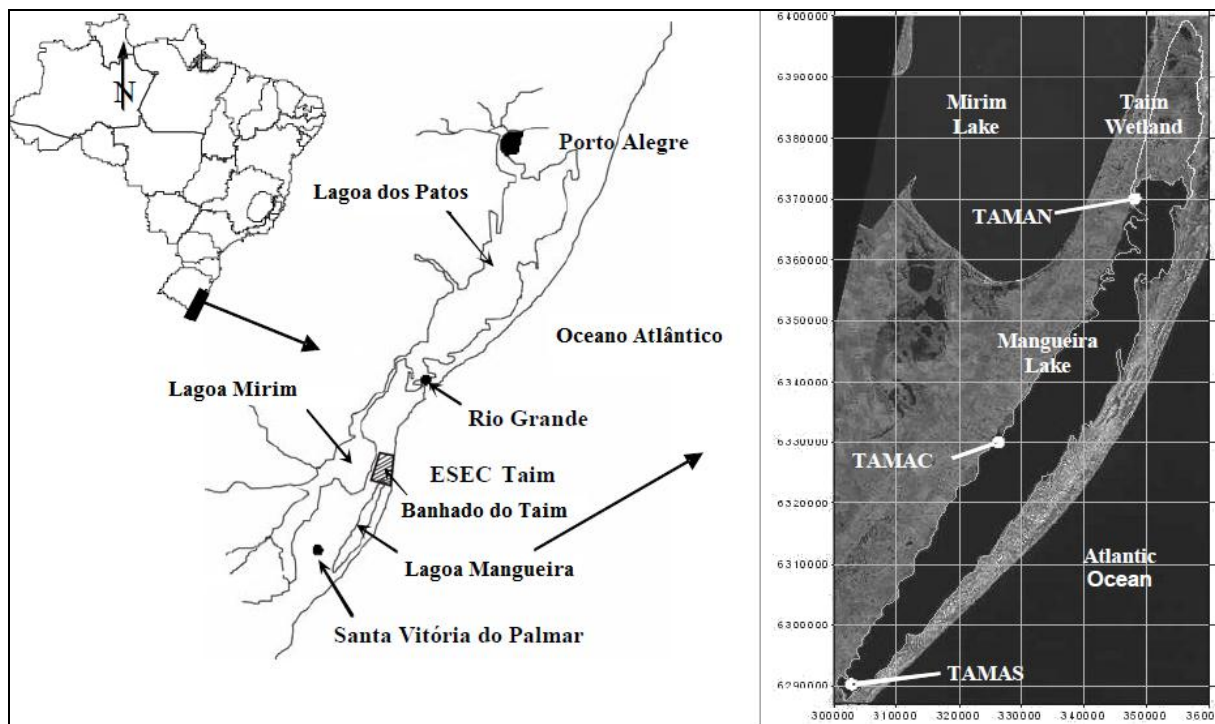 N
Porto Alegre
Lagoa dos Patos
Oceano Atlântico
Lagoa Mirim
Rio Grande
ESEC Taim
Banhado do Taim
Lagoa Mangueira
Santa Vitória do Palmar
6400000
6390000
6380000
6370000
6360000
6350000
6340000
6330000
6320000
6310000
6300000
6290000
Mirim
Lake
Taim
Wetland
TAMAN
Mangueira
Lake
TAMAC
Atlantic
Ocean
TAMAS
300000 310000 320000 330000 340000 350000 3600